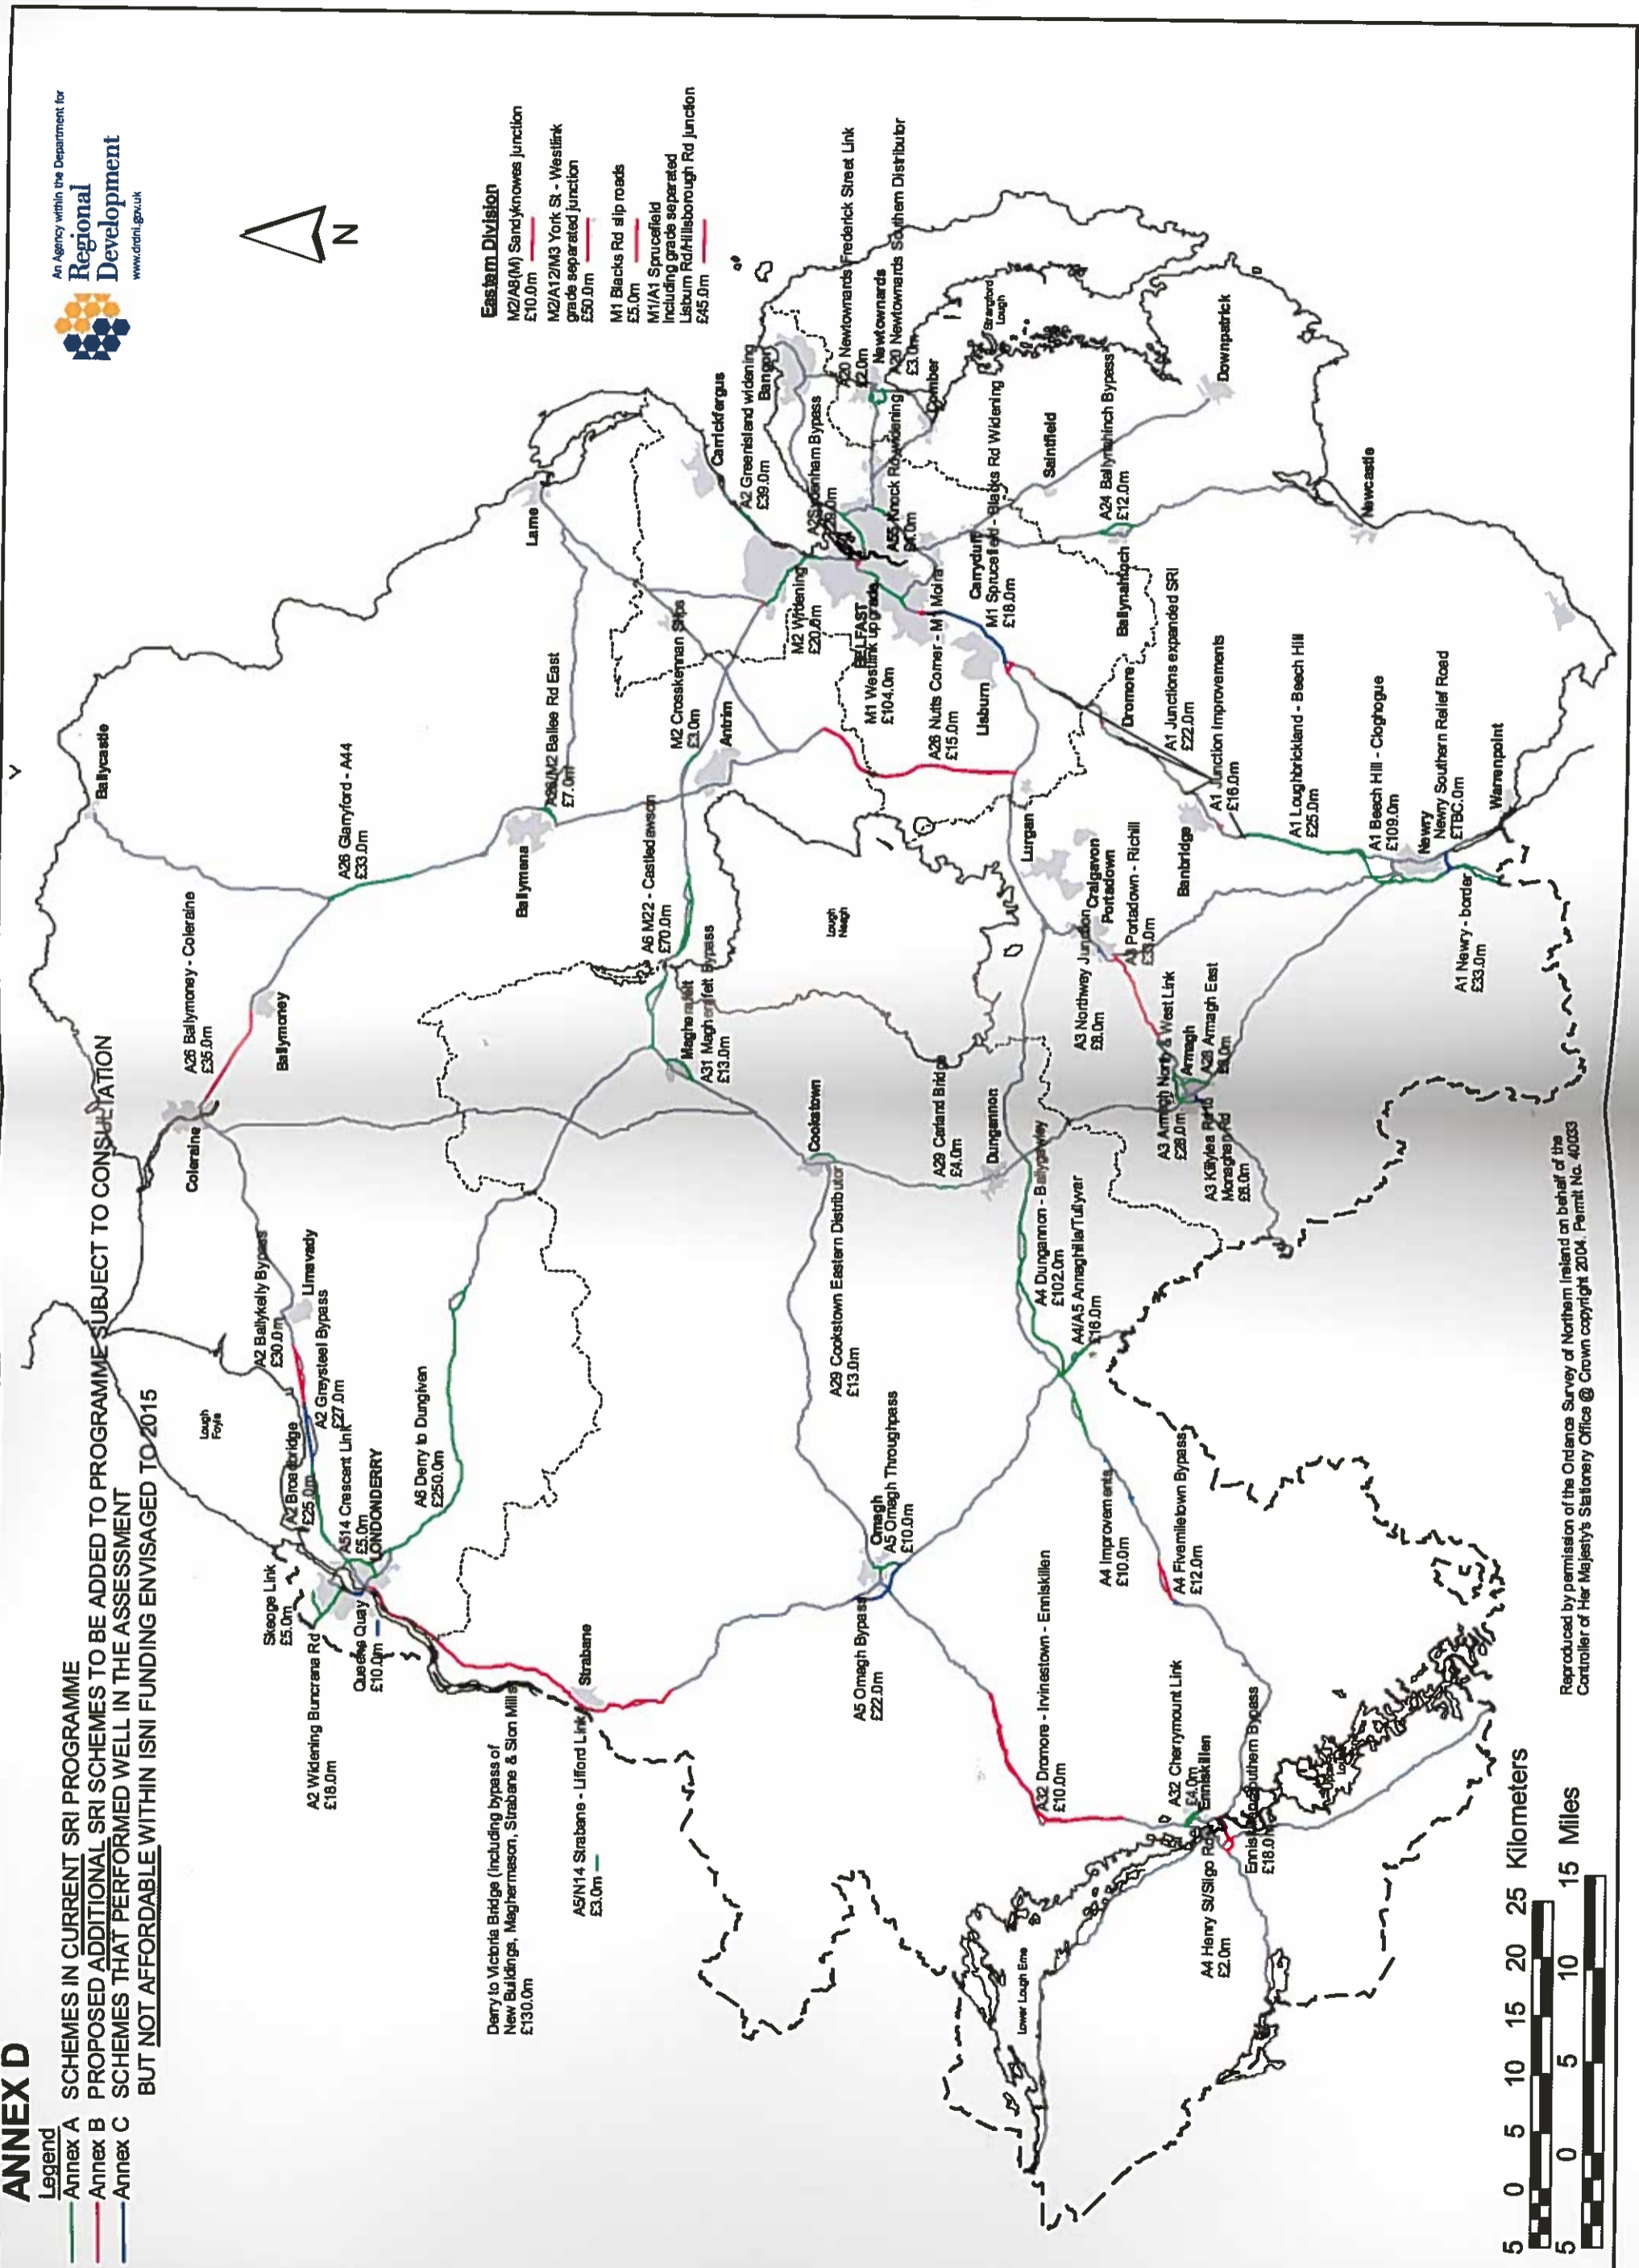 ANNEX D
Legend
Annex A SCHEMES IN CURRENT SRI PROGRAMME
Annex B PROPOSED ADDITIONAL SRI SCHEMES TO BE ADDED TO PROGRAMME SUBJECT TO CONSULTATION
Annex C SCHEMES THAT PERFORMED WELL IN THE ASSESSMENT
BUT NOT AFFORDABLE WITHIN ISNI FUNDING ENVISAGED TO 2015
An Agency within the Department for
Regional
Development
www.drdni.gov.uk
N
Eastern Division
M2/A8(M) Sandyknowes junction
£10.0m
M2/A12/M3 York St - Westlink
grade separated junction
£50.0m
M1 Blacks Rd slip roads
£5.0m
M1/A1 Sprucefield
Including grade separated
Lisburn Rd/Hillsborough Rd junction
£45.0m
Ballycastle
A26 Ballymoney - Coleraine
£35.0m
Coleraine
Ballymoney
A26 Glarryford - A44
£33.0m
Ballymena
A26/M2 Ballee Rd East
£7.0m
Larne
Carrickfergus
A2 Greenisland widening
£39.0m
Bangor
A20 Newtownards Frederick Street Link
£2.0m
Newtownards
A20 Newtownards Southern Distributor
£3.0m
Comber
Strangford
Lough
A2 Sydenham Bypass
A55 Knock Rd widening
M2 Widening
£20.0m
BELFAST
M1 Westlink upgrade
£104.0m
M2 Crosskennan Slips
£3.0m
Antrim
A26 Nutts Corner - M1 Moira
£15.0m
Lisburn
Carryduff
M1 Sprucefield - Blacks Rd Widening
£18.0m
Saintfield
A24 Ballynahinch Bypass
£12.0m
Ballynahinch
Downpatrick
Newcastle
Dromore
A1 Junctions expanded SRI
£22.0m
A1 Junction Improvements
£16.0m
Banbridge
A1 Loughbrickland - Beech Hill
£25.0m
A1 Beech Hill - Cloghogue
£109.0m
Newry
Newry Southern Relief Road
£TBC.0m
Warrenpoint
A1 Newry - border
£33.0m
Lurgan
Craigavon
Portadown
A3 Northway Junction
£9.0m
A3 Portadown - Richill
A3 Armagh North & West Link
£28.0m
Armagh
A28 Armagh East
A3 Killylea Rd to
Monaghan Rd
£6.0m
Lough
Neagh
A6 M22 - Castledawson
£70.0m
Magherafelt
A31 Magherafelt Bypass
£13.0m
Cookstown
A29 Cookstown Eastern Distributor
£13.0m
A29 Carland Bridge
£4.0m
Dungannon
A4 Dungannon - Ballygawley
£102.0m
A4/A5 Annaghilla/Tullyvar
£16.0m
A2 Ballykelly Bypass
£30.0m
Limavady
A2 Greysteel Bypass
£27.0m
Lough
Foyle
A2 Broadbridge
£25.0m
A514 Crescent Link
£5.0m
LONDONDERRY
A6 Derry to Dungiven
£250.0m
Skeoge Link
£5.0m
A2 Widening Buncrana Rd
£18.0m
Queens Quay
£10.0m
Strabane
Derry to Victoria Bridge (Including bypass of
New Buildings, Maghermason, Strabane & Sion Mills)
£130.0m
A5/N14 Strabane - Lifford Link
£3.0m
Omagh
A5 Omagh Throughpass
£10.0m
A5 Omagh Bypass
£22.0m
A4 Improvements
£10.0m
A4 Fivemiletown Bypass
£12.0m
A32 Dromore - Irvinestown - Enniskillen
£10.0m
A32 Cherrymount Link
£4.0m
Enniskillen
Enniskillen Southern Bypass
£18.0m
A4 Henry St/Sligo Rd
£2.0m
Lower Lough Erne
5 0 5 10 15 20 25 Kilometers
5 0 5 10 15 Miles
Reproduced by permission of the Ordnance Survey of Northern Ireland on behalf of the
Controller of Her Majesty's Stationery Office @ Crown copyright 2004. Permit No. 40033